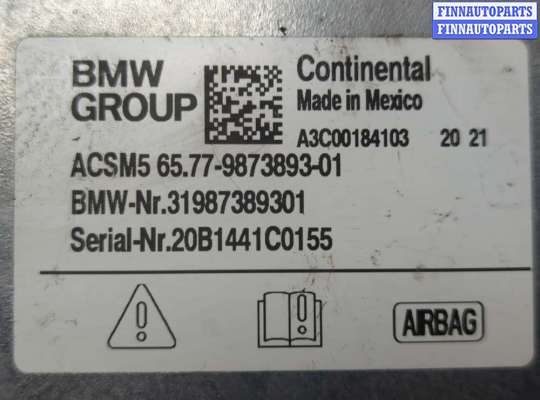 FINNAUTOPARTS
FINNAUTOPARTS
BMW
GROUP
Continental
Made in Mexico
A3C00184103 20 21
ACSM5 65.77-9873893-01
BMW-Nr.31987389301
Serial-Nr.20B1441C0155
AIRBAG